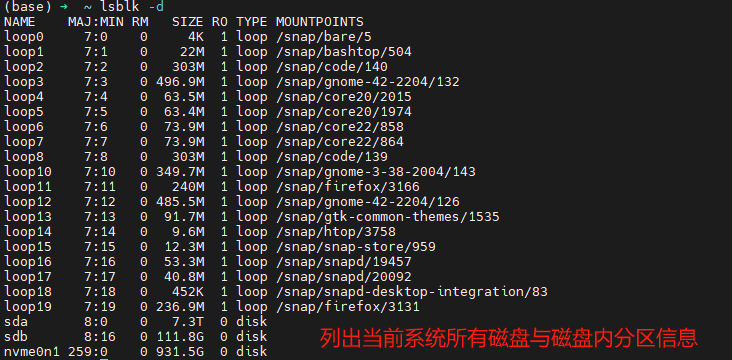 (base) ➜  ~ lsblk -d
NAME    MAJ:MIN RM   SIZE RO TYPE MOUNTPOINTS
loop0     7:0    0     4K  1 loop /snap/bare/5
loop1     7:1    0    22M  1 loop /snap/bashtop/504
loop2     7:2    0   303M  1 loop /snap/code/140
loop3     7:3    0 496.9M  1 loop /snap/gnome-42-2204/132
loop4     7:4    0  63.5M  1 loop /snap/core20/2015
loop5     7:5    0  63.4M  1 loop /snap/core20/1974
loop6     7:6    0  73.9M  1 loop /snap/core22/858
loop7     7:7    0  73.9M  1 loop /snap/core22/864
loop8     7:8    0   303M  1 loop /snap/code/139
loop10    7:10   0 349.7M  1 loop /snap/gnome-3-38-2004/143
loop11    7:11   0   240M  1 loop /snap/firefox/3166
loop12    7:12   0 485.5M  1 loop /snap/gnome-42-2204/126
loop13    7:13   0  91.7M  1 loop /snap/gtk-common-themes/1535
loop14    7:14   0   9.6M  1 loop /snap/htop/3758
loop15    7:15   0  12.3M  1 loop /snap/snap-store/959
loop16    7:16   0  53.3M  1 loop /snap/snapd/19457
loop17    7:17   0  40.8M  1 loop /snap/snapd/20092
loop18    7:18   0   452K  1 loop /snap/snapd-desktop-integration/83
loop19    7:19   0 236.9M  1 loop /snap/firefox/3131
sda       8:0    0   7.3T  0 disk
sdb       8:16   0 111.8G  0 disk
列出当前系统所有磁盘与磁盘内分区信息
nvme0n1 259:0    0 931.5G  0 disk